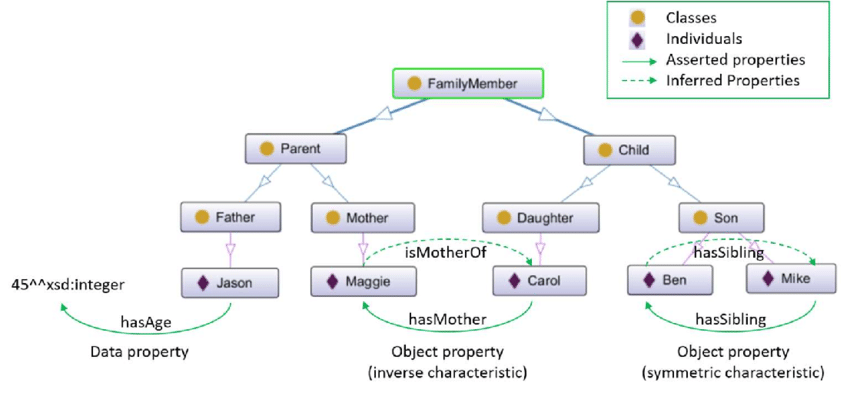 Classes
Individuals
Asserted properties
Inferred Properties
FamilyMember
Parent
Child
Father
Mother
Daughter
Son
isMotherOf
hasSibling
45^^xsd:integer
Jason
Maggie
Carol
Ben
Mike
hasAge
hasMother
hasSibling
Data property
Object property
(inverse characteristic)
Object property
(symmetric characteristic)